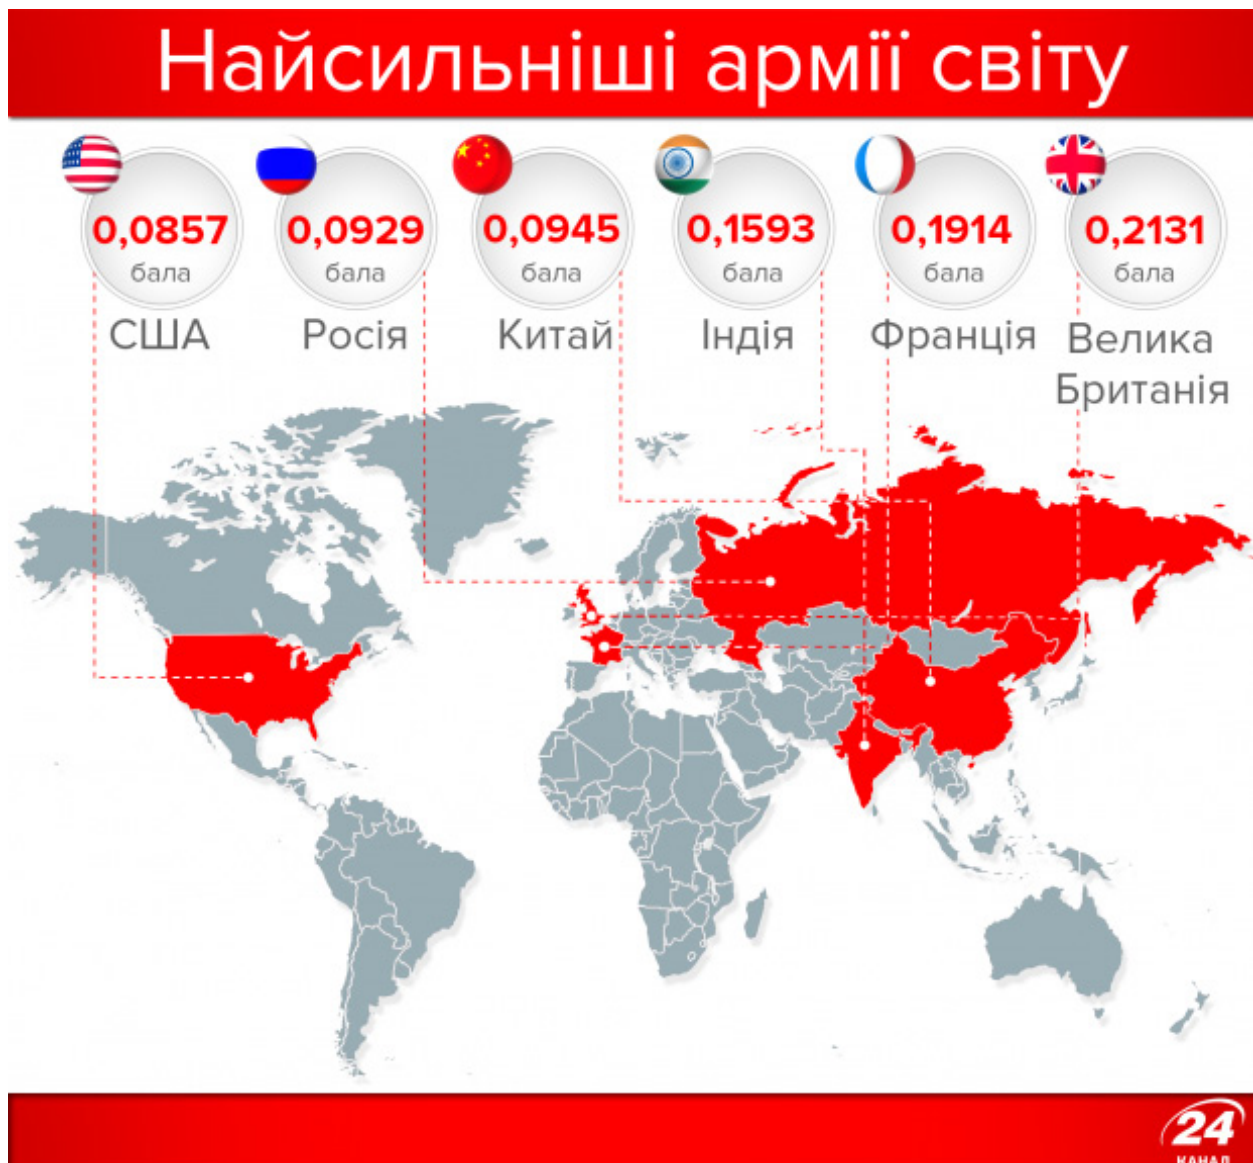 Найсильніші армії світу
0,0857
бала
США
0,0929
бала
Росія
0,0945
бала
Китай
0,1593
бала
Індія
0,1914
бала
Франція
0,2131
бала
Велика
Британія
24
КАНАЛ